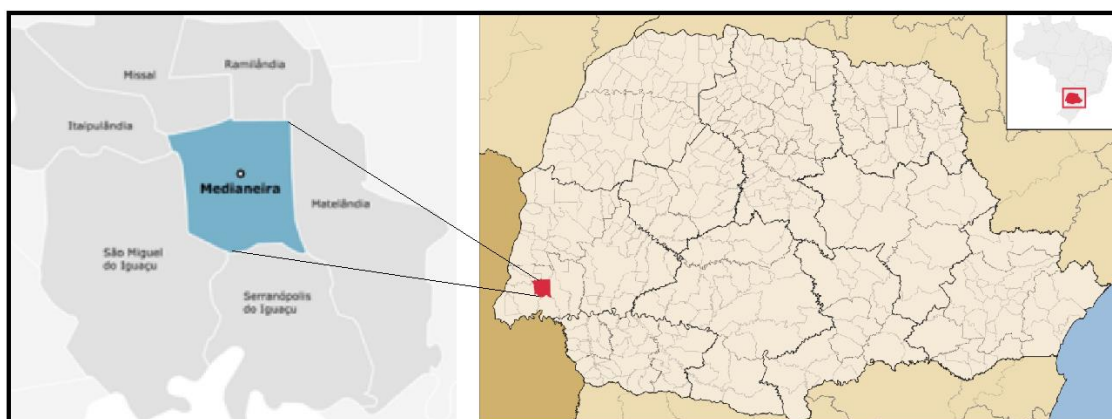 Ramilândia
Missal
Itaipulândia
Medianeira
Matelândia
São Miguel
do Iguaçu
Serranópolis
do Iguaçu